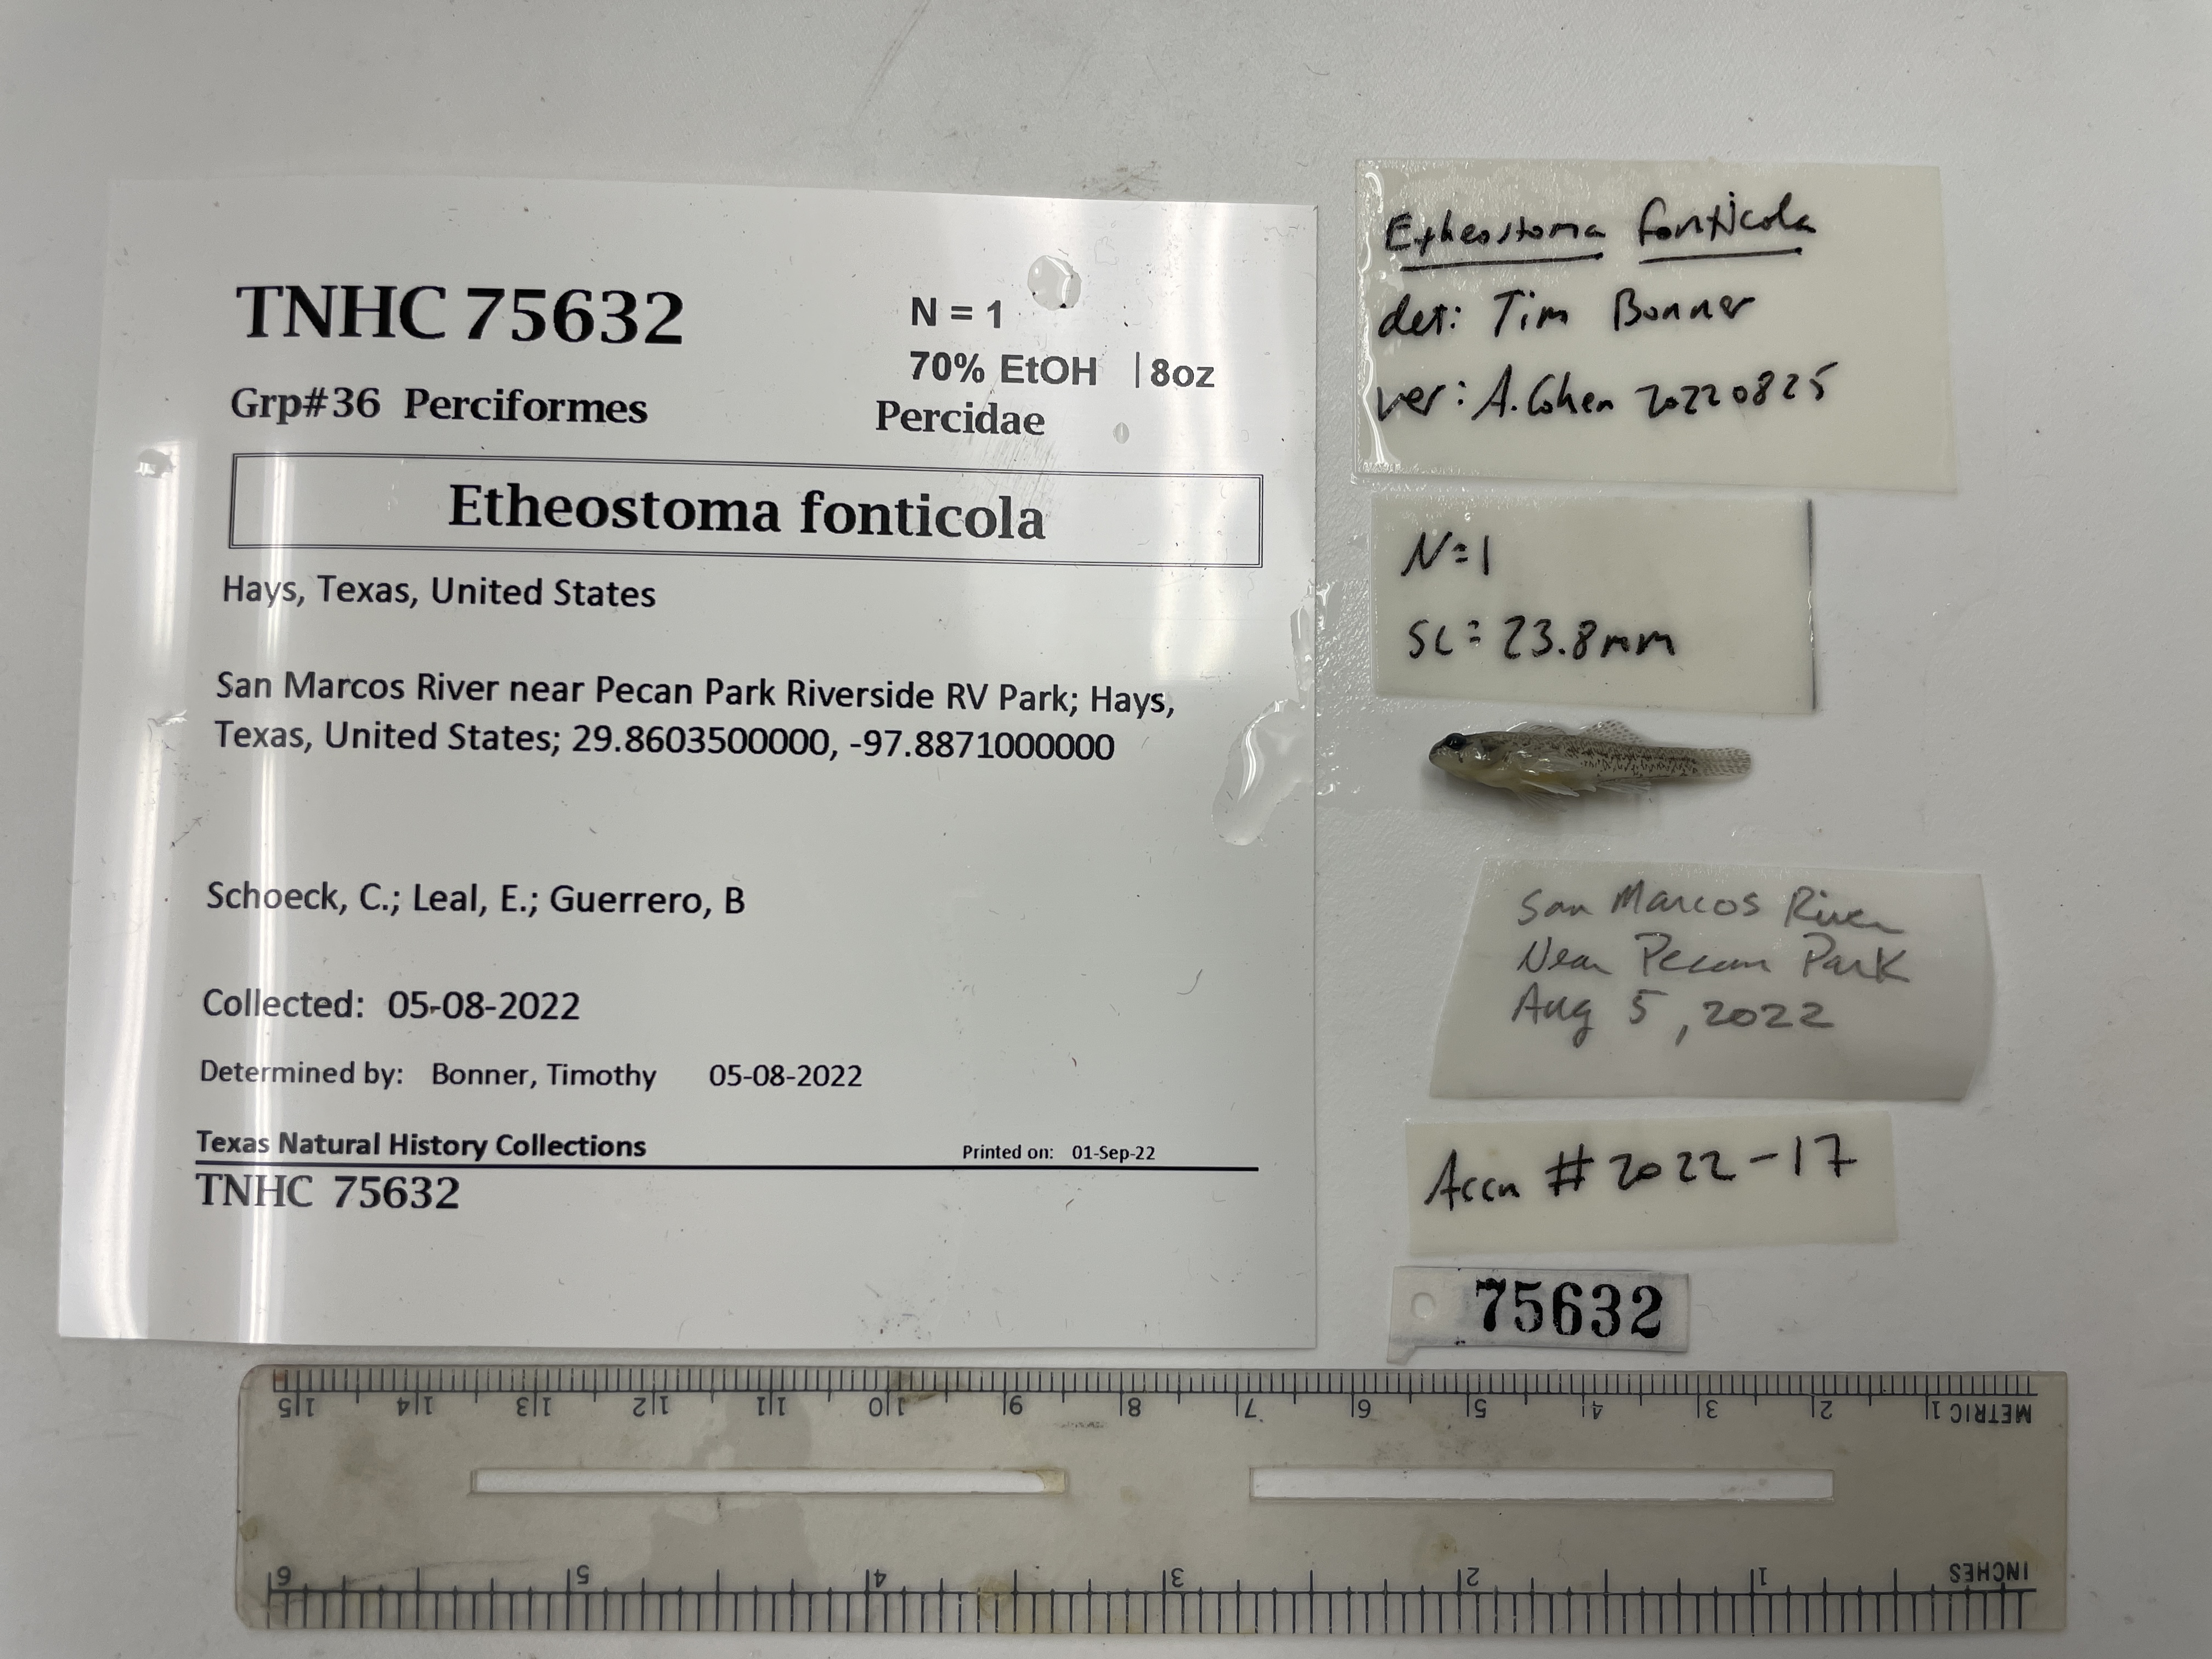 TNHC 75632
N = 1
70% EtOH | 8oz
Grp#36 Perciformes
Percidae
Etheostoma fonticola
Hays, Texas, United States
San Marcos River near Pecan Park Riverside RV Park; Hays,
Texas, United States; 29.8603500000, -97.8871000000
Schoeck, C.; Leal, E.; Guerrero, B
Collected: 05-08-2022
Determined by: Bonner, Timothy 05-08-2022
Texas Natural History Collections
Printed on: 01-Sep-22
TNHC 75632
Etheostoma fonticola
det: Tim Bonner
ver: A. Cohen 20220825
N=1
SL= 23.8mm
San Marcos River
Near Pecan Park
Aug 5, 2022
Accn # 2022-17
75632
15 14 13 12 11 10 9 8 7 6 5 4 3 2 1 METRIC
6 5 4 3 2 1 INCHES